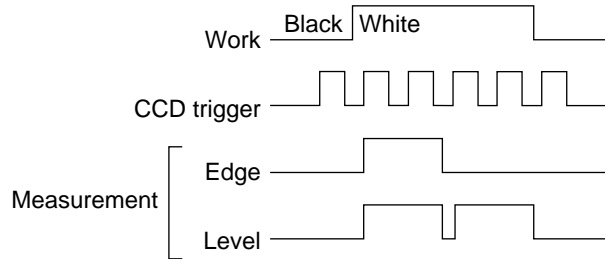 Black White
Work
CCD trigger
Edge
Measurement
Level